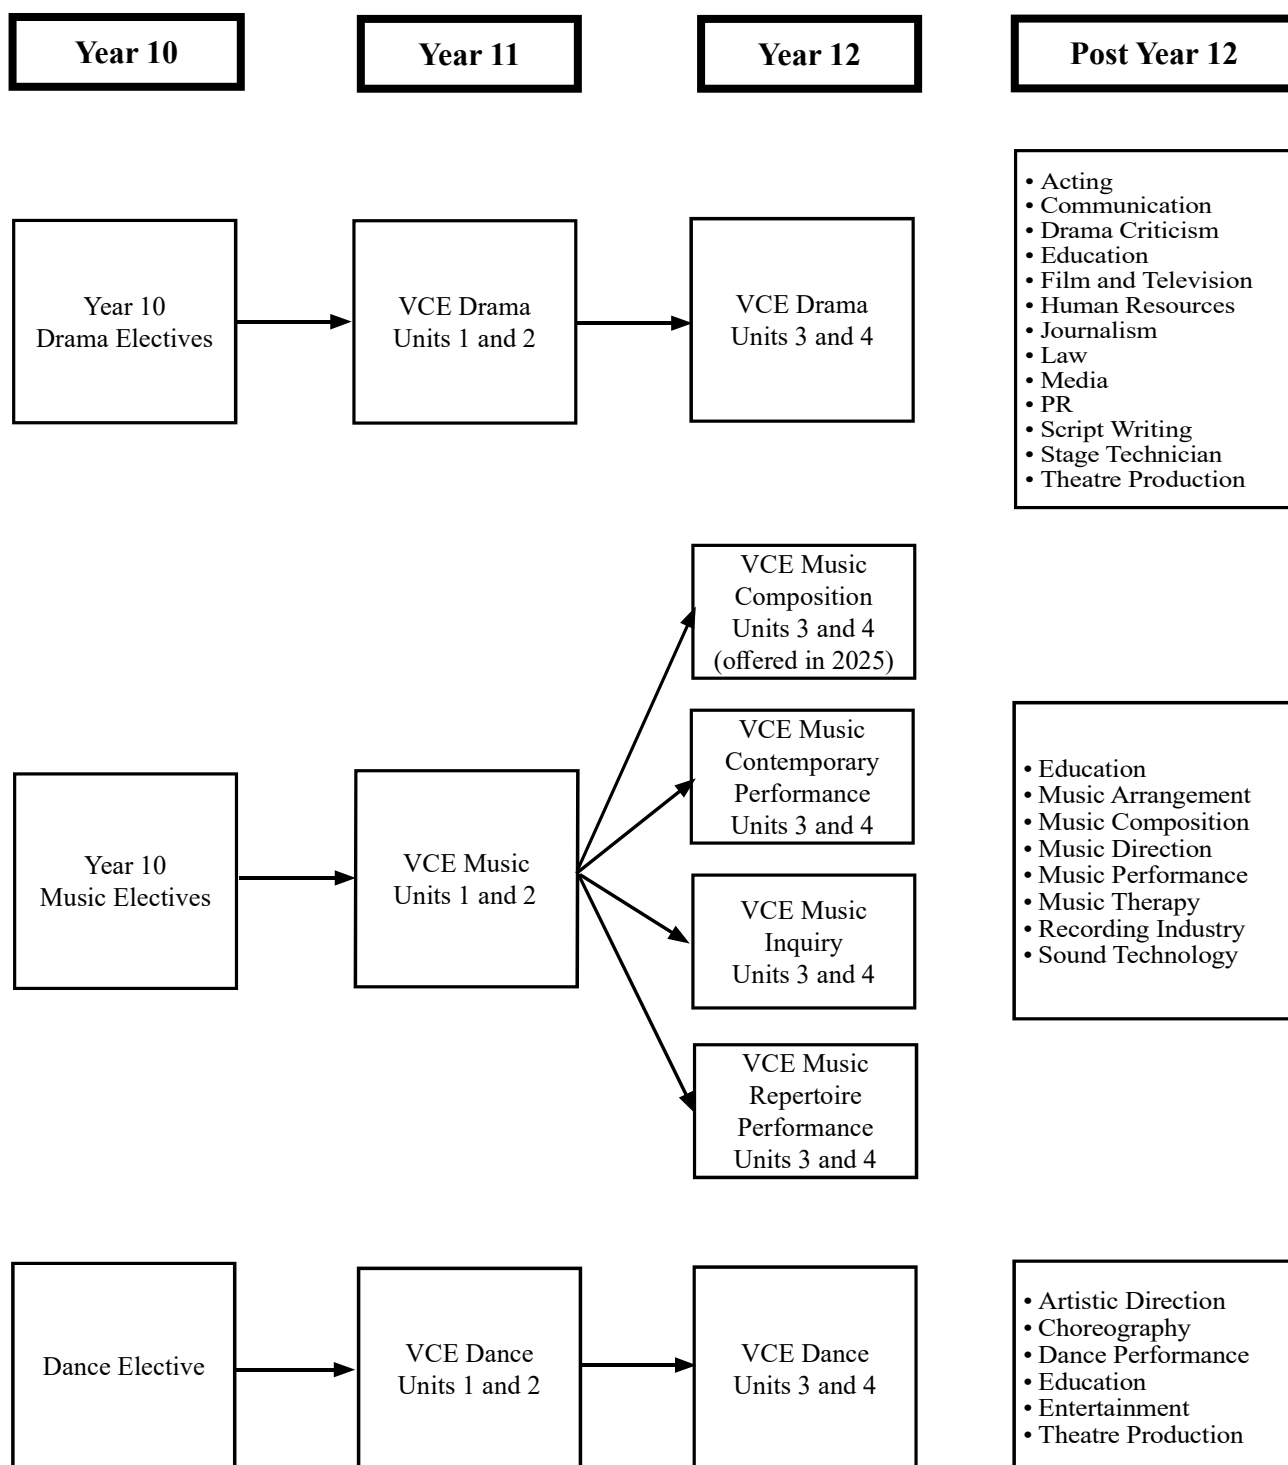 Year 10
Year 11
Year 12
Post Year 12
Year 10
Drama Electives
VCE Drama
Units 1 and 2
VCE Drama
Units 3 and 4
• Acting
• Communication
• Drama Criticism
• Education
• Film and Television
• Human Resources
• Journalism
• Law
• Media
• PR
• Script Writing
• Stage Technician
• Theatre Production
Year 10
Music Electives
VCE Music
Units 1 and 2
VCE Music
Composition
Units 3 and 4
(offered in 2025)
VCE Music
Contemporary
Performance
Units 3 and 4
VCE Music
Inquiry
Units 3 and 4
VCE Music
Repertoire
Performance
Units 3 and 4
• Education
• Music Arrangement
• Music Composition
• Music Direction
• Music Performance
• Music Therapy
• Recording Industry
• Sound Technology
Dance Elective
VCE Dance
Units 1 and 2
VCE Dance
Units 3 and 4
• Artistic Direction
• Choreography
• Dance Performance
• Education
• Entertainment
• Theatre Production